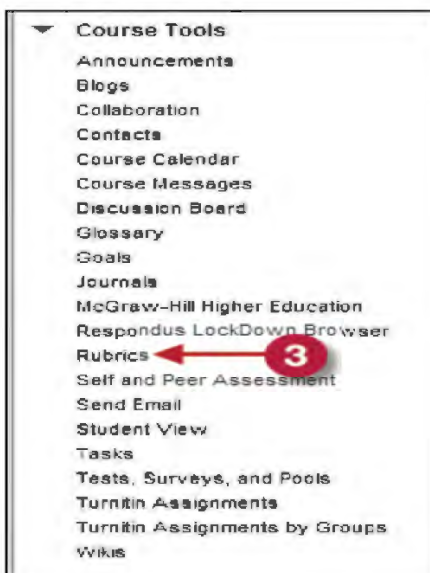 Course Tools
Announcements
Blogs
Collaboration
Contacts
Course Calendar
Course Messages
Discussion Board
Glossary
Goals
Journals
McGraw-Hill Higher Education
Respondus LockDown Browser
Rubrics 3
Self and Peer Assessment
Send Email
Student View
Tasks
Tests, Surveys, and Pools
Turnitin Assignments
Turnitin Assignments by Groups
Wikis